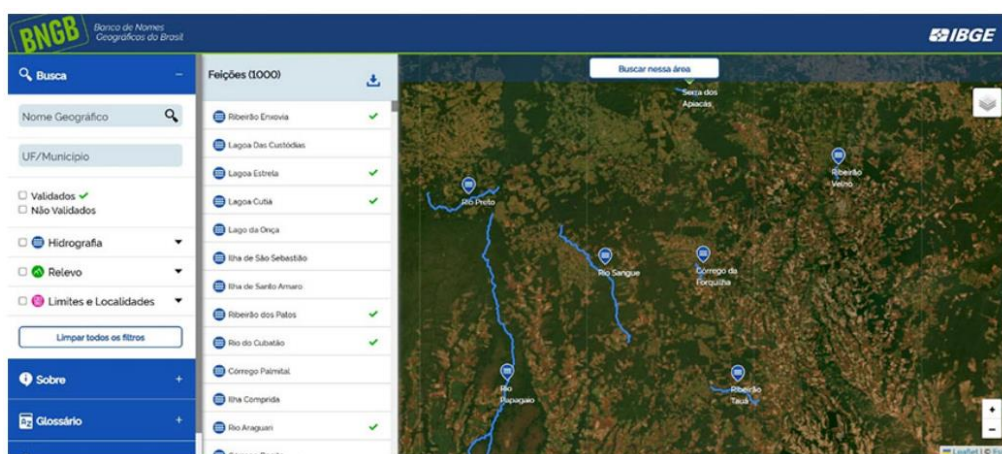 BNGB
Banco de Nomes
Geográficos do Brasil
IBGE
Busca
Nome Geográfico
UF/Município
Validados
Não Validados
Hidrografia
Relevo
Limites e Localidades
Limpar todos os filtros
Sobre
Glossário
Feições (1000)
Ribeirão Enxovia
Lagoa Das Custódias
Lagoa Estrela
Lagoa Cutiá
Lago da Onça
Ilha de São Sebastião
Ilha de Santo Amaro
Ribeirão dos Patos
Rio do Cubatão
Córrego Palmital
Ilha Comprida
Rio Araguari
Buscar nessa área
Serra dos
Apiacás
Ribeirão
Velho
Rio Preto
Rio Sangue
Córrego da
Forquilha
Rio
Papagaio
Ribeirão
Tauá
+
−
Leaflet | ©